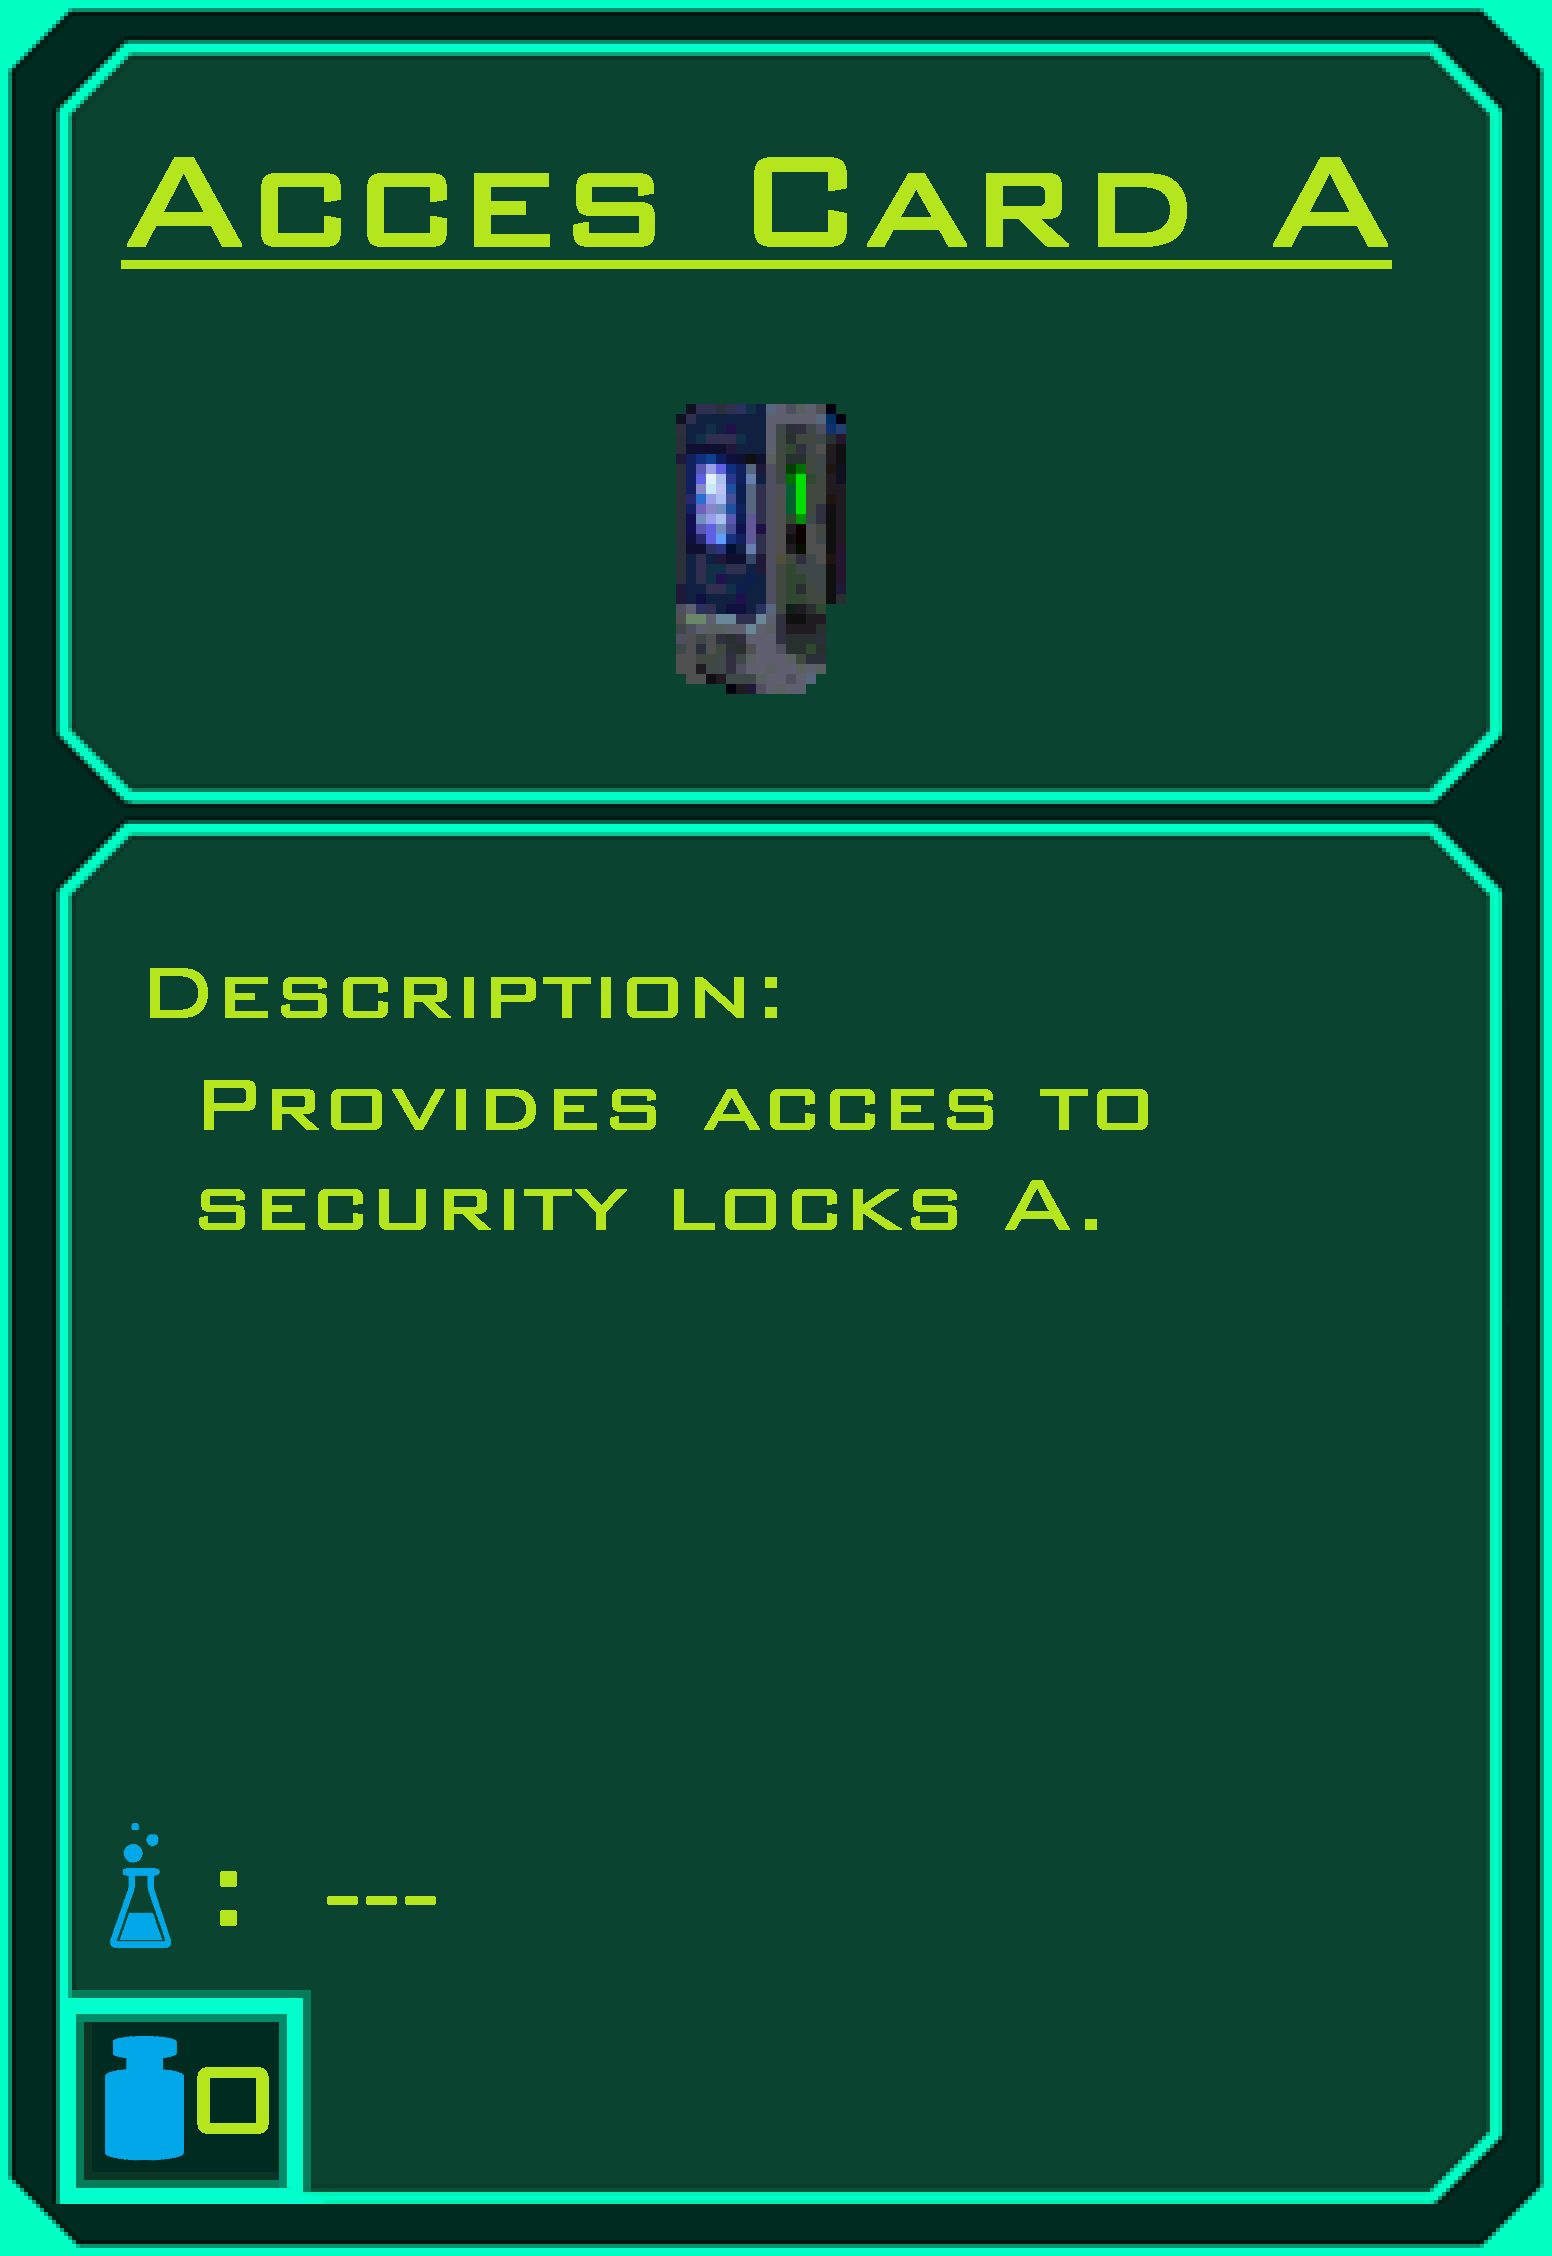 Acces Card A
Description:
Provides acces to
security locks A.
: ---
0